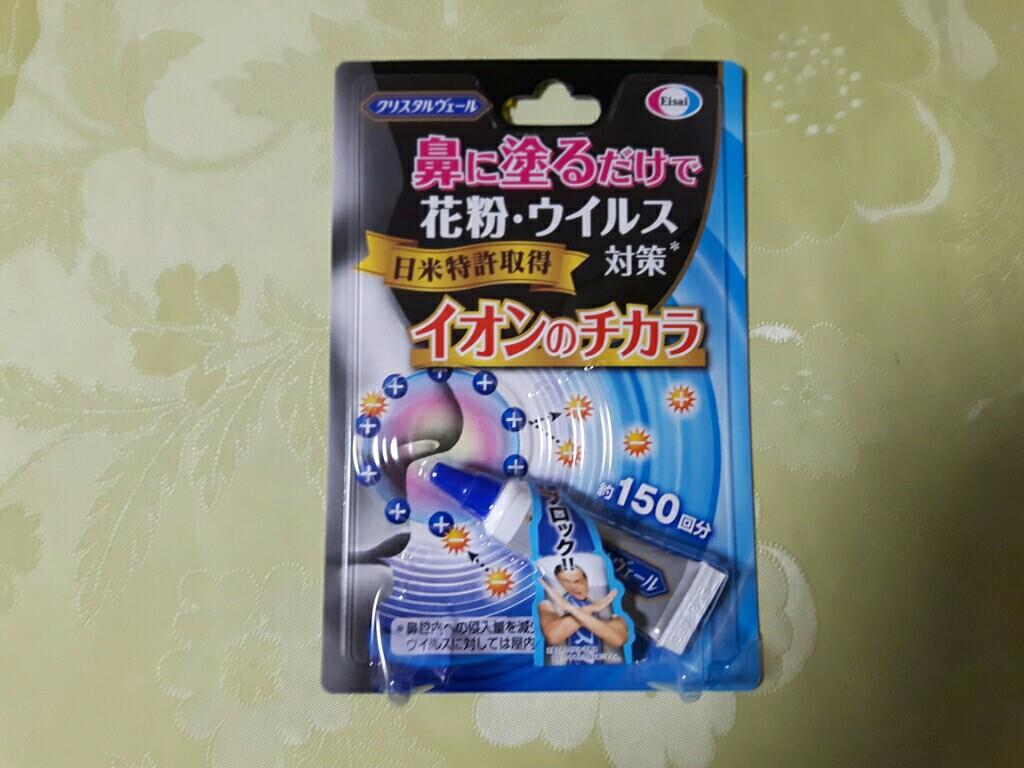 クリスタルヴェール
Eisai
鼻に塗るだけで
花粉・ウイルス
対策*
日米特許取得
イオンのチカラ
約150回分
ブロック!!
ヴェール
*鼻腔内への侵入量を減少
ウイルスに対しては屋内